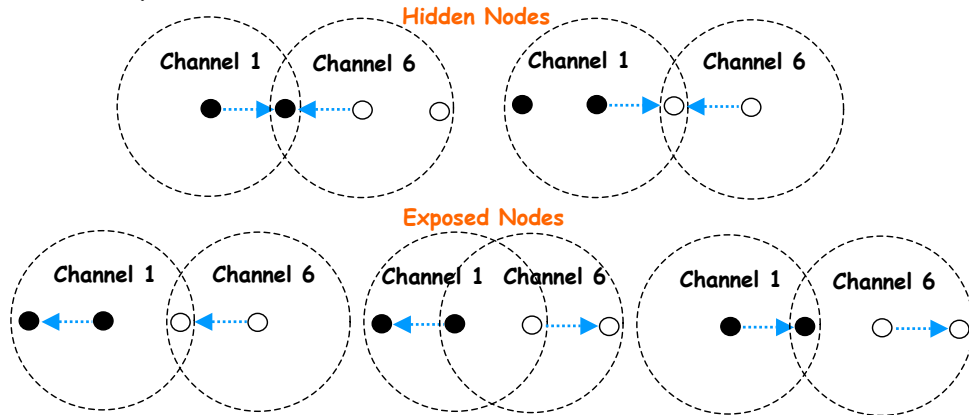 Hidden Nodes
Channel 1 Channel 6 Channel 1 Channel 6
Exposed Nodes
Channel 1 Channel 6 Channel 1 Channel 6 Channel 1 Channel 6